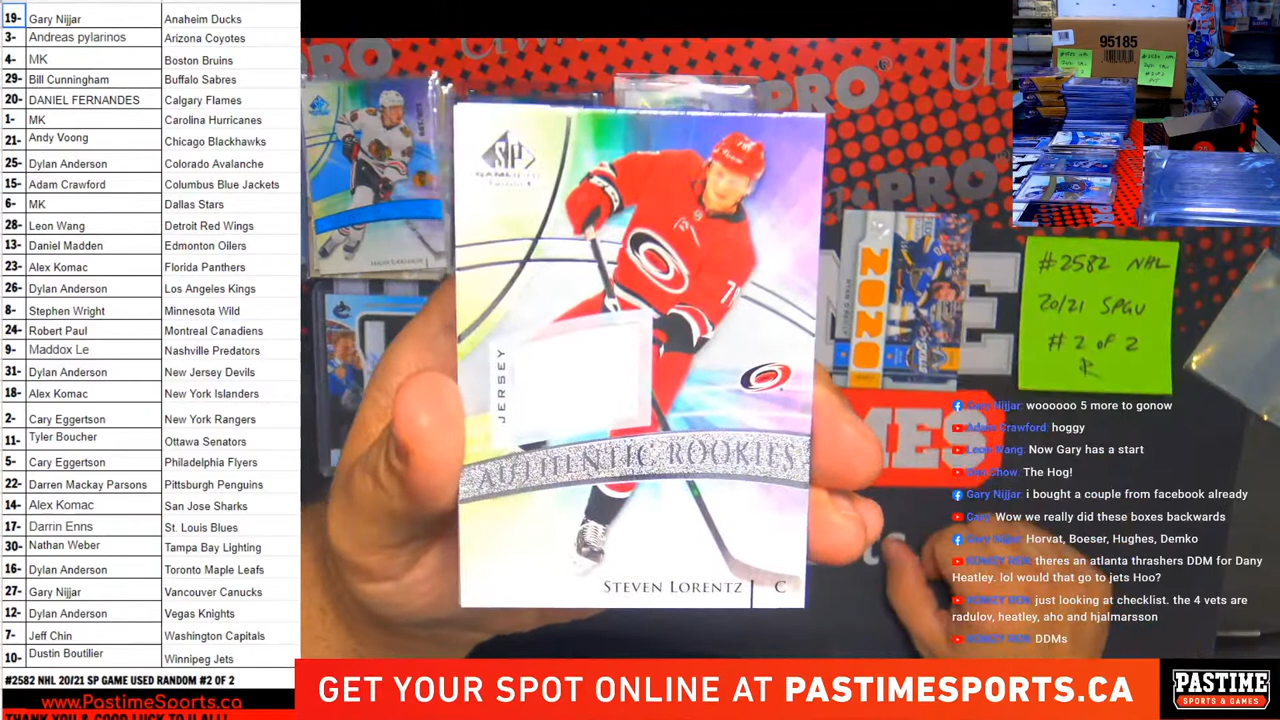 19- Gary Nijjar Anaheim Ducks
3- Andreas pylarinos Arizona Coyotes
4- MK Boston Bruins
29- Bill Cunningham Buffalo Sabres
20- DANIEL FERNANDES Calgary Flames
1- MK Carolina Hurricanes
21- Andy Voong Chicago Blackhawks
25- Dylan Anderson Colorado Avalanche
15- Adam Crawford Columbus Blue Jackets
6- MK Dallas Stars
28- Leon Wang Detroit Red Wings
13- Daniel Madden Edmonton Oilers
23- Alex Komac Florida Panthers
26- Dylan Anderson Los Angeles Kings
8- Stephen Wright Minnesota Wild
24- Robert Paul Montreal Canadiens
9- Maddox Le Nashville Predators
31- Dylan Anderson New Jersey Devils
18- Alex Komac New York Islanders
2- Cary Eggertson New York Rangers
11- Tyler Boucher Ottawa Senators
5- Cary Eggertson Philadelphia Flyers
22- Darren Mackay Parsons Pittsburgh Penguins
14- Alex Komac San Jose Sharks
17- Darrin Enns St. Louis Blues
30- Nathan Weber Tampa Bay Lighting
16- Dylan Anderson Toronto Maple Leafs
27- Gary Nijjar Vancouver Canucks
12- Dylan Anderson Vegas Knights
7- Jeff Chin Washington Capitals
10- Dustin Boutilier Winnipeg Jets
#2582 NHL 20/21 SP GAME USED RANDOM #2 OF 2
www.PastimeSports.ca
THANK YOU & GOOD LUCK TO U ALL!
SP
JERSEY
AUTHENTIC ROOKIES
STEVEN LORENTZ C
2020
PRO
95185
#2582 NHL
20/21 SPGU
#2 OF 2
R
Gary Nijjar: woooooo 5 more to gonow
Adam Crawford: hoggy
Leon Wang: Now Gary has a start
Dan Chow: The Hog!
Gary Nijjar: i bought a couple from facebook already
Cary: Wow we really did these boxes backwards
Gary Nijjar: Horvat, Boeser, Hughes, Demko
theres an atlanta thrashers DDM for Dany
Heatley. lol would that go to jets Hoo?
just looking at checklist. the 4 vets are
radulov, heatley, aho and hjalmarsson
DDMs
GET YOUR SPOT ONLINE AT PASTIMESPORTS.CA
PASTIME
SPORTS & GAMES